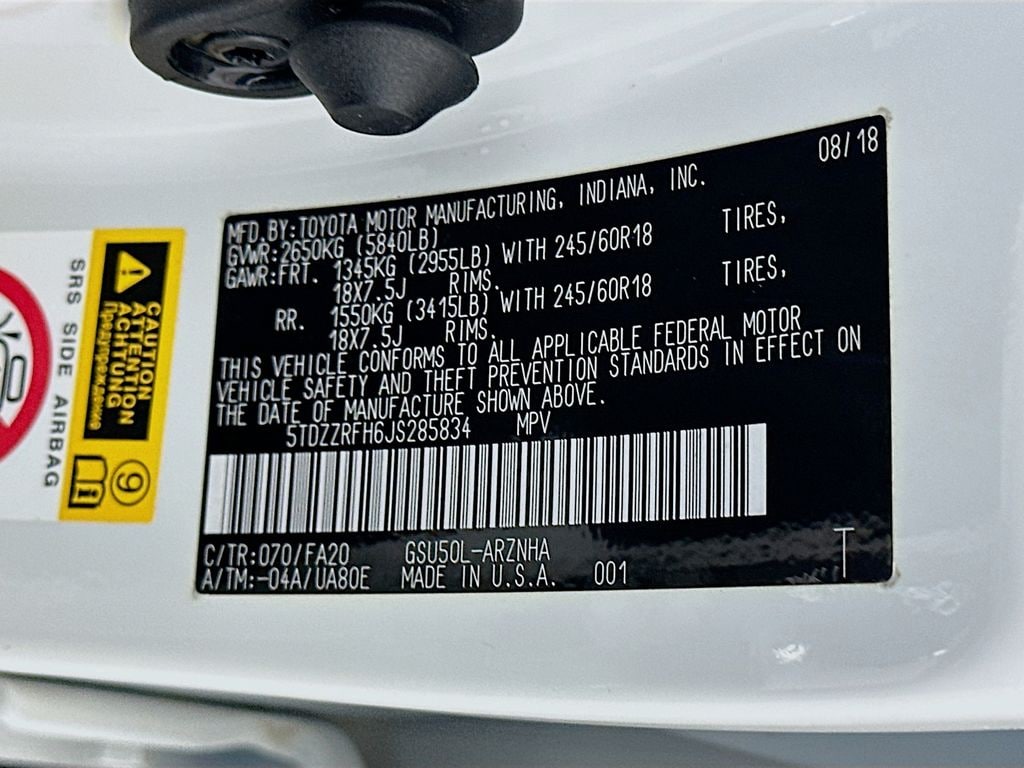 08/18
MFD.BY:TOYOTA MOTOR MANUFACTURING, INDIANA, INC.
GVWR:2650KG (5840LB)
GAWR:FRT. 1345KG (2955LB) WITH 245/60R18 TIRES,
18X7.5J RIMS.
RR. 1550KG (3415LB) WITH 245/60R18 TIRES,
18X7.5J RIMS.
THIS VEHICLE CONFORMS TO ALL APPLICABLE FEDERAL MOTOR
VEHICLE SAFETY AND THEFT PREVENTION STANDARDS IN EFFECT ON
THE DATE OF MANUFACTURE SHOWN ABOVE.
5TDZZRFH6JS285834 MPV
C/TR:070/FA20 GSU50L-ARZNHA
A/TM:-04A/UA80E MADE IN U.S.A. 001
T
CAUTION
ATTENTION
ACHTUNG
Предупреждение
9
SRS SIDE AIRBAG